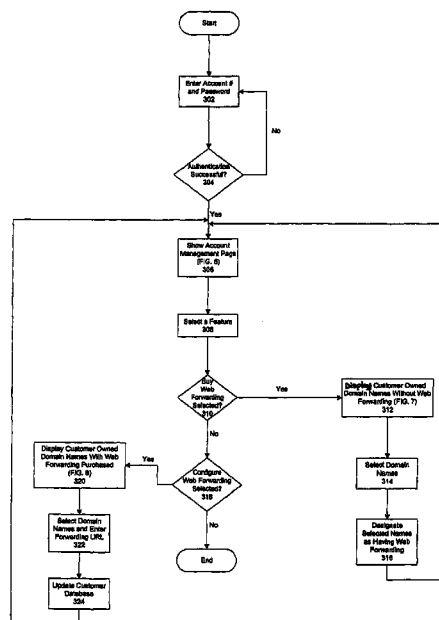 Start
Enter Account #
and Password
302
No
Authentication
Successful?
304
Yes
Show Account
Management Page
(FIG. 6)
306
Select a Feature
308
Buy
Web
Forwarding
Selected?
310
Yes
Display Customer Owned
Domain Names Without Web
Forwarding (FIG. 7)
312
No
Display Customer Owned
Domain Names With Web
Forwarding Purchased
(FIG. 8)
320
Yes
Configure
Web Forwarding
Selected?
318
Select Domain
Names
314
No
Select Domain
Names and Enter
Forwarding URL
322
Designate
Selected Names
as Having Web
Forwarding
316
End
Update Customer
Database
324